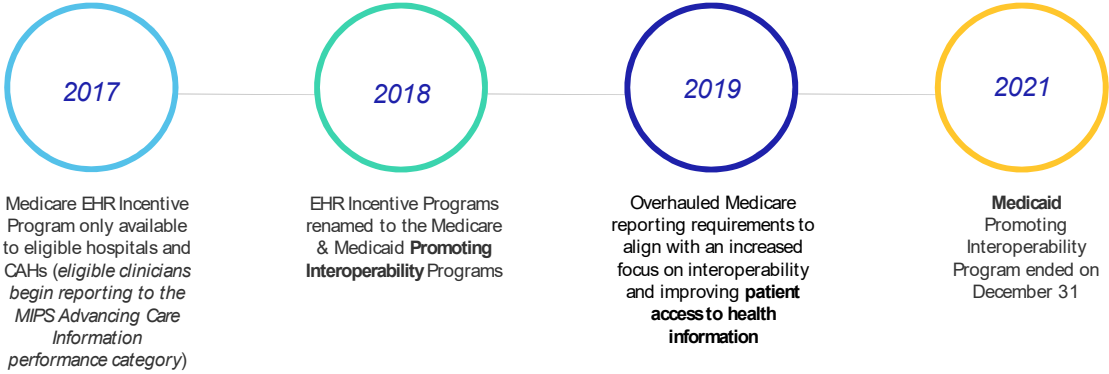 2017
Medicare EHR Incentive
Program only available
to eligible hospitals and
CAHs (eligible clinicians
begin reporting to the
MIPS Advancing Care
Information
performance category)
2018
EHR Incentive Programs
renamed to the Medicare
& Medicaid Promoting
Interoperability Programs
2019
Overhauled Medicare
reporting requirements to
align with an increased
focus on interoperability
and improving patient
access to health
information
2021
Medicaid
Promoting
Interoperability
Program ended on
December 31